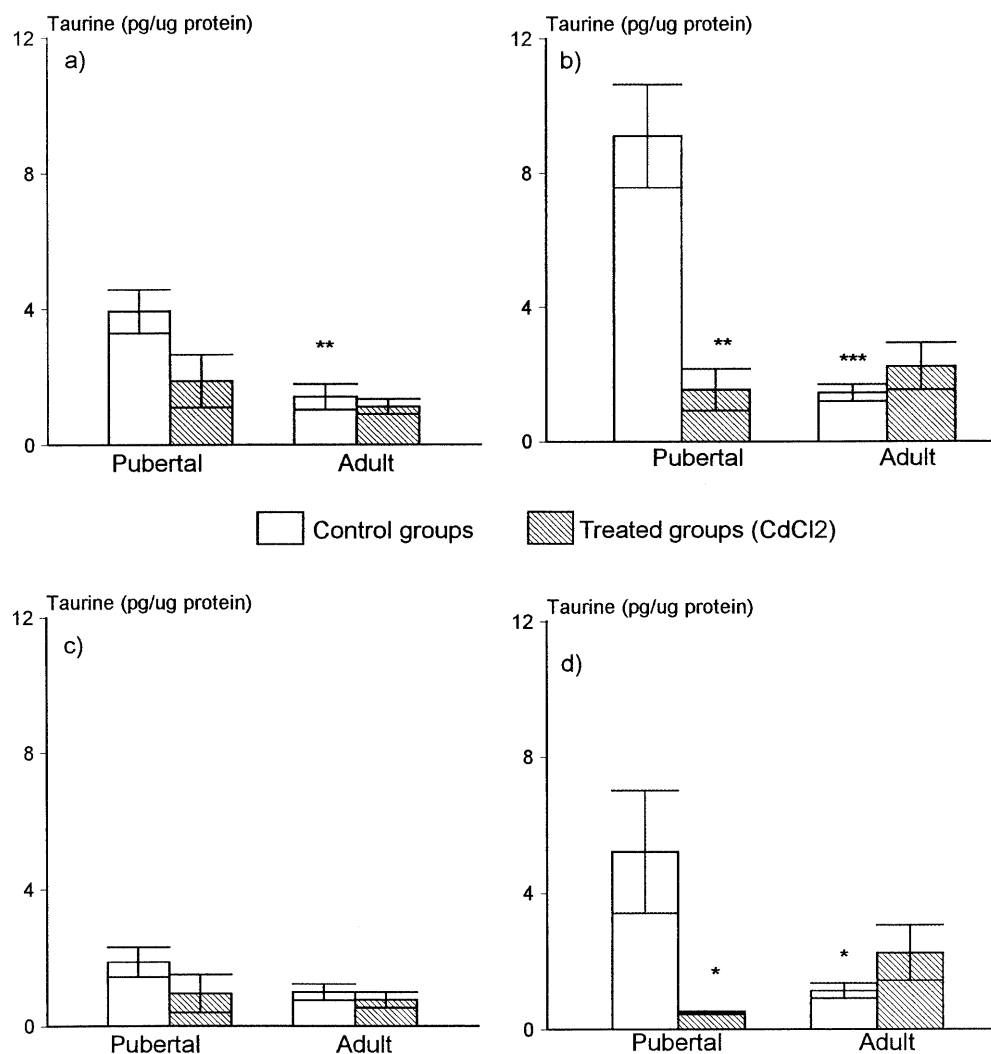 Taurine (pg/ug protein)
12
a)
8
4
**
0
Pubertal
Adult
Taurine (pg/ug protein)
12
b)
8
4
**
***
0
Pubertal
Adult
Control groups
Treated groups (CdCl2)
Taurine (pg/ug protein)
12
c)
8
4
0
Pubertal
Adult
Taurine (pg/ug protein)
12
d)
8
4
*
*
0
Pubertal
Adult